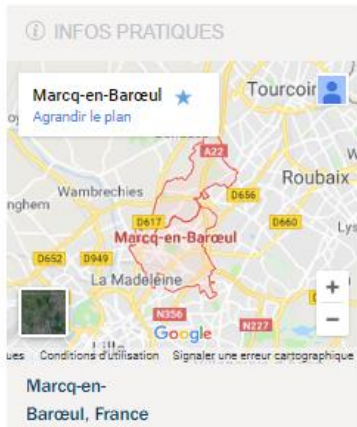 INFOS PRATIQUES
Marcq-en-Barœul
Agrandir le plan
Tourcoir
A22
Roubaix
Wambrechies
D656
nghem
D617
D660
Lys
Marcq-en-Barœul
D652
D949
La Madeleine
N356
Google
N227
Lille
ues Conditions d'utilisation Signaler une erreur cartographique
Marcq-en-
Barœul, France